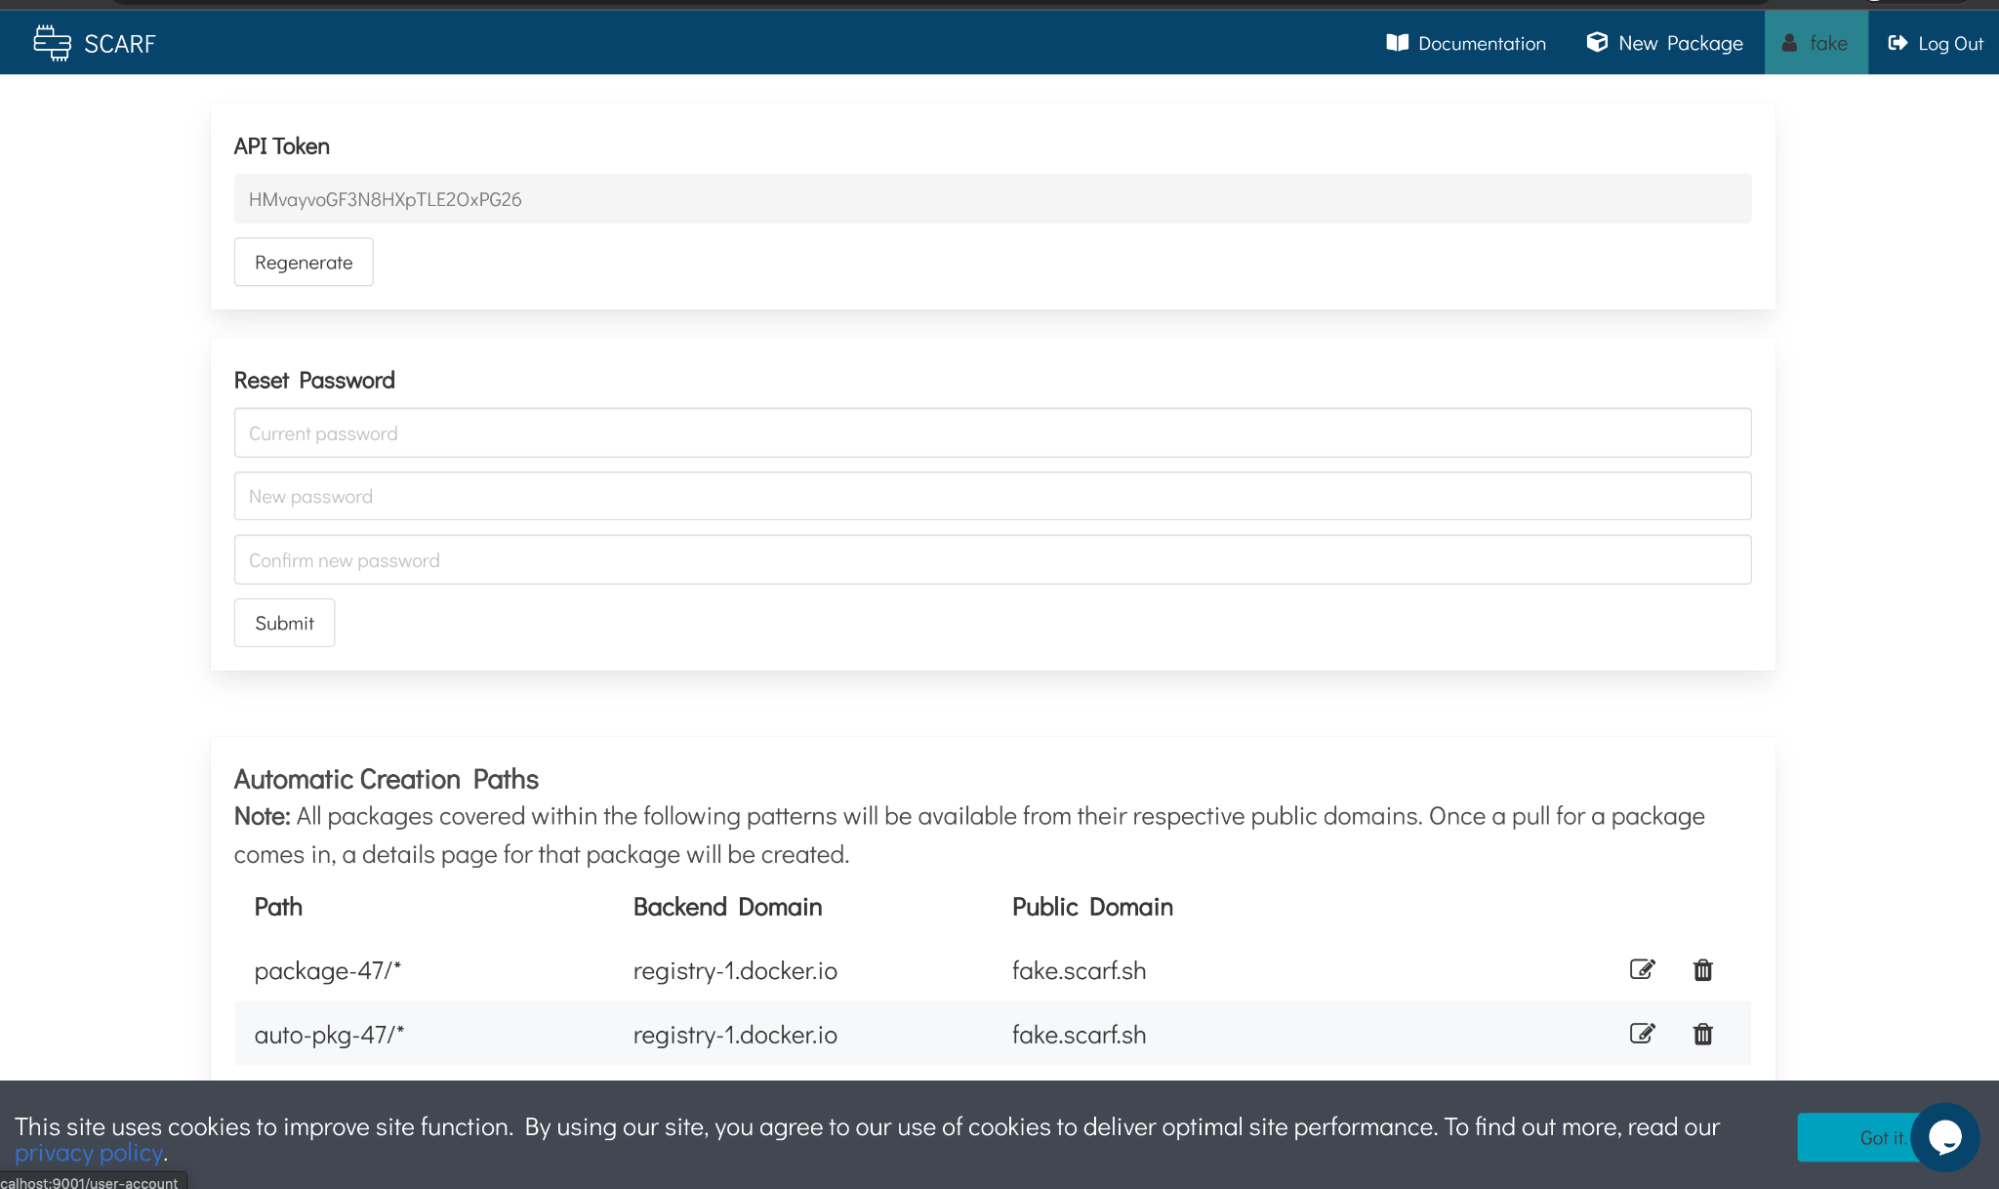 SCARF
Documentation
New Package
fake
Log Out
API Token
HMvayvoGF3N8HXpTLE2OxPG26
Regenerate
Reset Password
Current password
New password
Confirm new password
Submit
Automatic Creation Paths
Note: All packages covered within the following patterns will be available from their respective public domains. Once a pull for a package
comes in, a details page for that package will be created.
Path Backend Domain Public Domain
package-47/* registry-1.docker.io fake.scarf.sh
auto-pkg-47/* registry-1.docker.io fake.scarf.sh
This site uses cookies to improve site function. By using our site, you agree to our use of cookies to deliver optimal site performance. To find out more, read our
privacy policy.
Got it.
calhost:9001/user-account